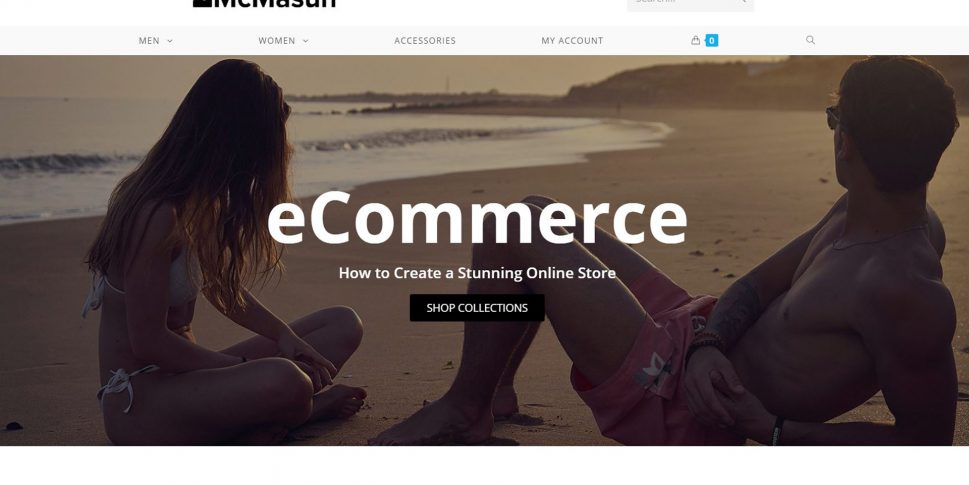 McMasun
Search...
MEN
WOMEN
ACCESSORIES
MY ACCOUNT
0
eCommerce
How to Create a Stunning Online Store
SHOP COLLECTIONS